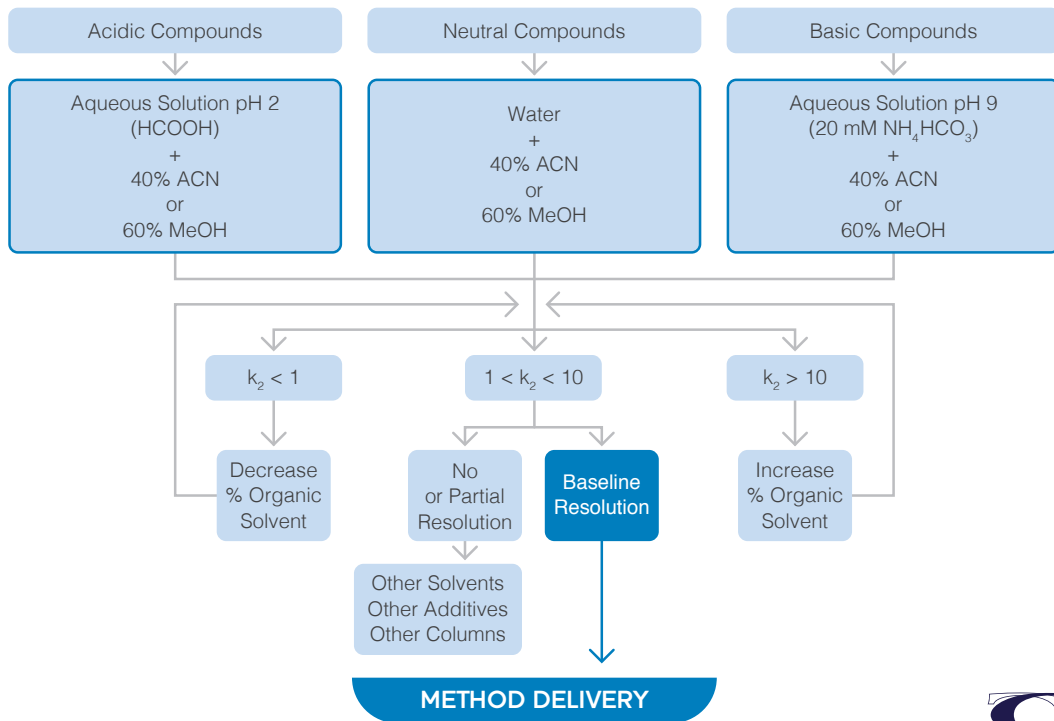 Acidic Compounds
Neutral Compounds
Basic Compounds
Aqueous Solution pH 2
(HCOOH)
+
40% ACN
or
60% MeOH
Water
+
40% ACN
or
60% MeOH
Aqueous Solution pH 9
(20 mM NH₄HCO₃)
+
40% ACN
or
60% MeOH
k₂ < 1
1 < k₂ < 10
k₂ > 10
Decrease
% Organic
Solvent
No
or Partial
Resolution
Baseline
Resolution
Increase
% Organic
Solvent
Other Solvents
Other Additives
Other Columns
METHOD DELIVERY